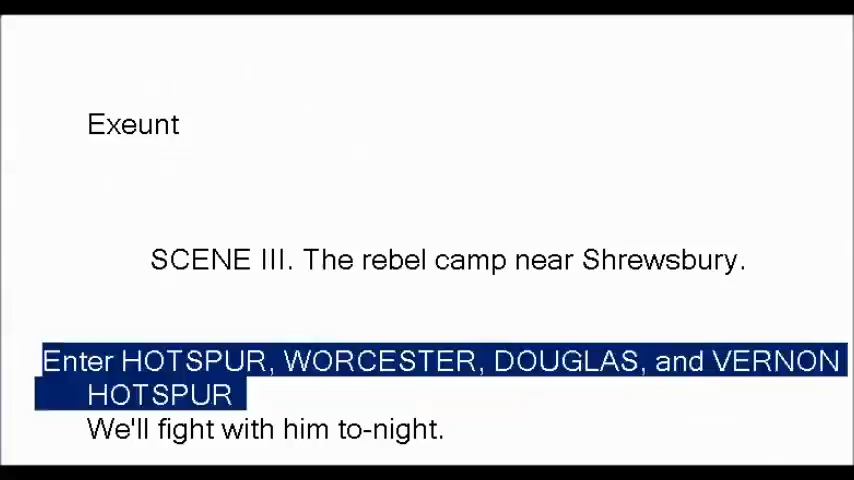 Exeunt
SCENE III. The rebel camp near Shrewsbury.
Enter HOTSPUR, WORCESTER, DOUGLAS, and VERNON
HOTSPUR
We'll fight with him to-night.